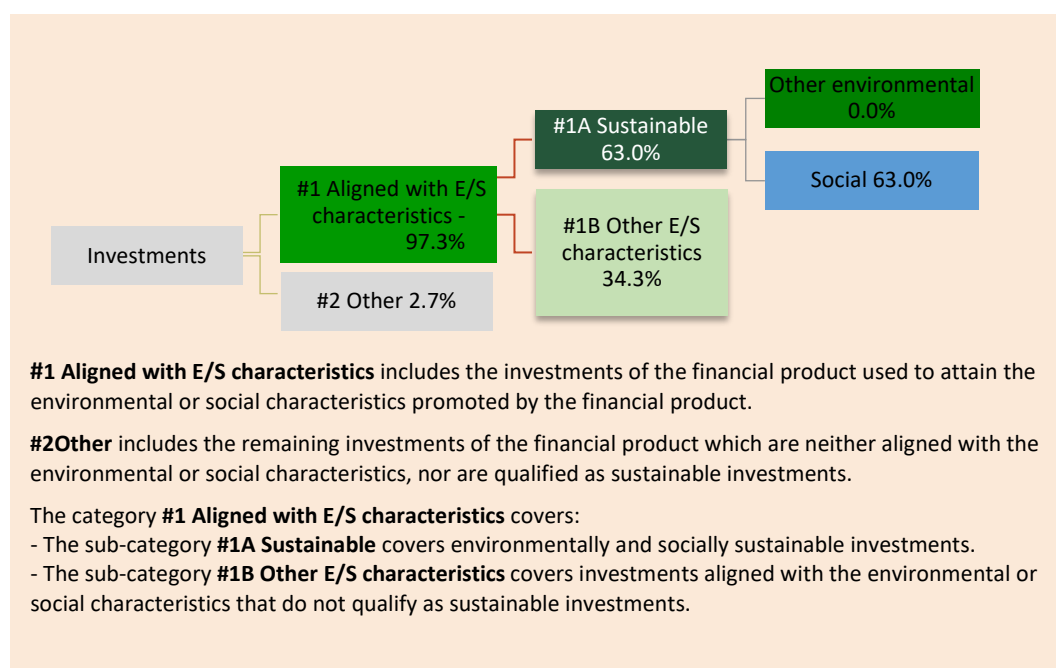 Other environmental
0.0%
#1A Sustainable
63.0%
Social 63.0%
#1 Aligned with E/S
characteristics -
97.3%
#1B Other E/S
characteristics
34.3%
Investments
#2 Other 2.7%
#1 Aligned with E/S characteristics includes the investments of the financial product used to attain the
environmental or social characteristics promoted by the financial product.
#2Other includes the remaining investments of the financial product which are neither aligned with the
environmental or social characteristics, nor are qualified as sustainable investments.
The category #1 Aligned with E/S characteristics covers:
- The sub-category #1A Sustainable covers environmentally and socially sustainable investments.
- The sub-category #1B Other E/S characteristics covers investments aligned with the environmental or
social characteristics that do not qualify as sustainable investments.